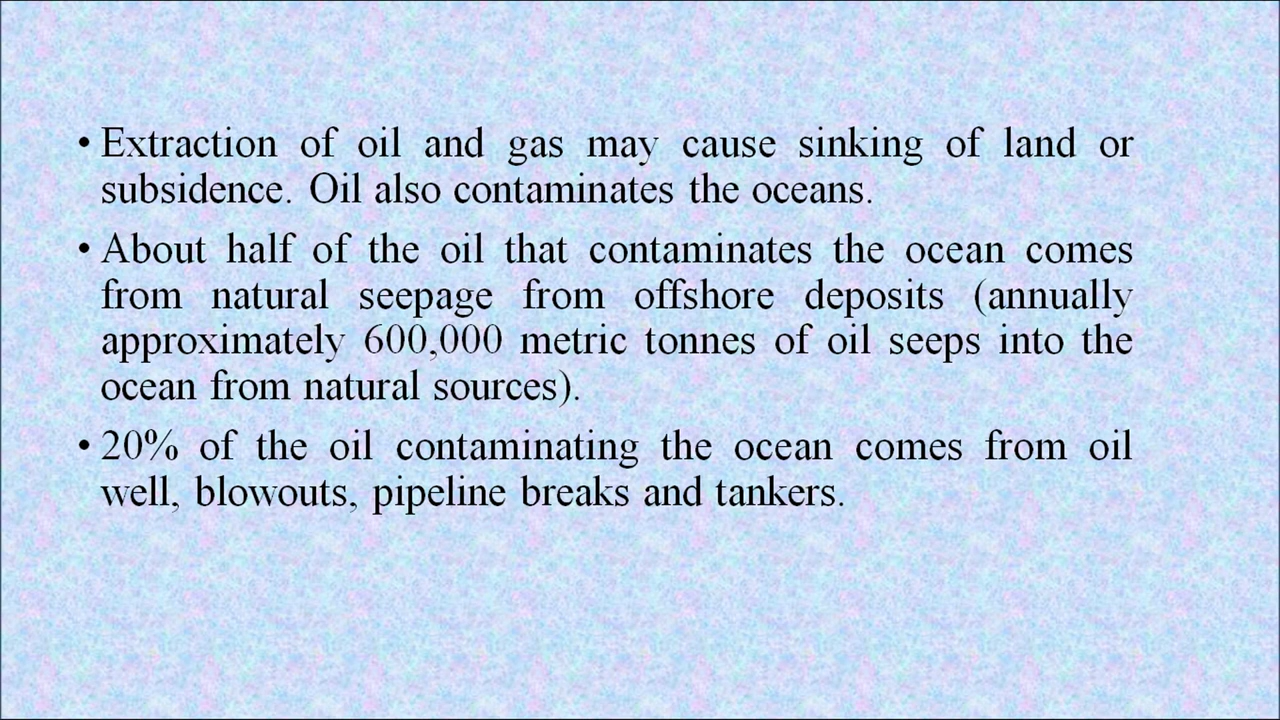 • Extraction of oil and gas may cause sinking of land or
subsidence. Oil also contaminates the oceans.
• About half of the oil that contaminates the ocean comes
from natural seepage from offshore deposits (annually
approximately 600,000 metric tonnes of oil seeps into the
ocean from natural sources).
• 20% of the oil contaminating the ocean comes from oil
well, blowouts, pipeline breaks and tankers.